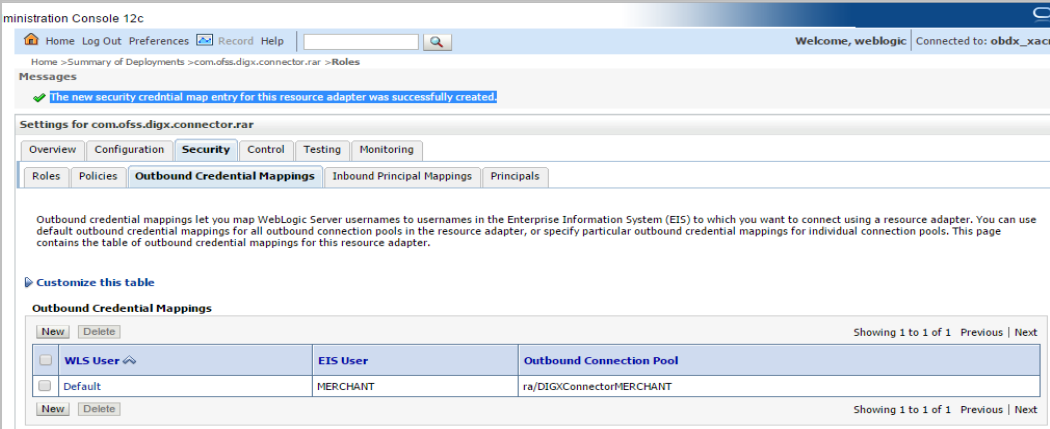 ministration Console 12c
Home Log Out Preferences Record Help
Welcome, weblogic Connected to: obdx_xacm
Home >Summary of Deployments >com.ofss.digx.connector.rar >Roles
Messages
The new security credntial map entry for this resource adapter was successfully created.
Settings for com.ofss.digx.connector.rar
Overview Configuration Security Control Testing Monitoring
Roles Policies Outbound Credential Mappings Inbound Principal Mappings Principals
Outbound credential mappings let you map WebLogic Server usernames to usernames in the Enterprise Information System (EIS) to which you want to connect using a resource adapter. You can use
default outbound credential mappings for all outbound connection pools in the resource adapter, or specify particular outbound credential mappings for individual connection pools. This page
contains the table of outbound credential mappings for this resource adapter.
Customize this table
Outbound Credential Mappings
New Delete Showing 1 to 1 of 1 Previous | Next
WLS User EIS User Outbound Connection Pool
Default MERCHANT ra/DIGXConnectorMERCHANT
New Delete Showing 1 to 1 of 1 Previous | Next